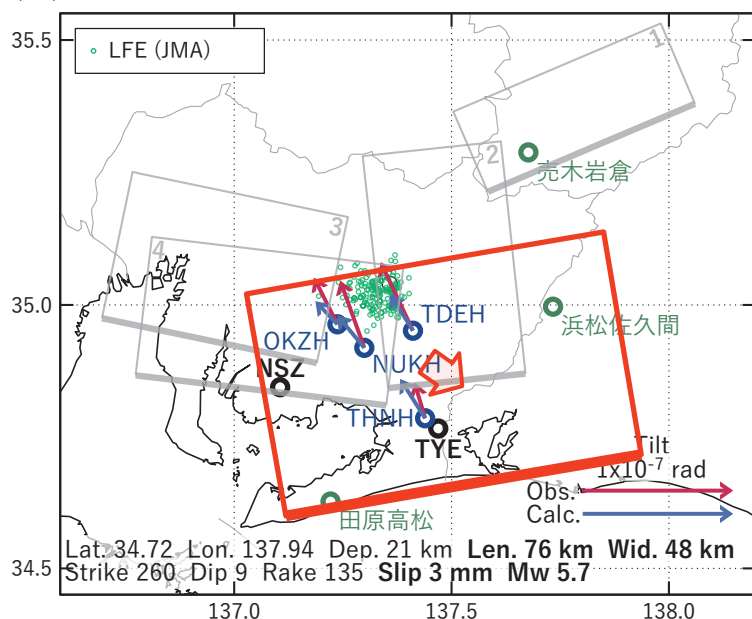 35.5
LFE (JMA)
1
2
売木岩倉
3
4
35.0
TDEH
浜松佐久間
OKZH
NUKH
NSZ
THNH
TYE
Tilt
1x10⁻⁷ rad
Obs.
Calc.
田原高松
Lat. 34.72 Lon. 137.94 Dep. 21 km Len. 76 km Wid. 48 km
Strike 260 Dip 9 Rake 135 Slip 3 mm Mw 5.7
34.5
137.0 137.5 138.0